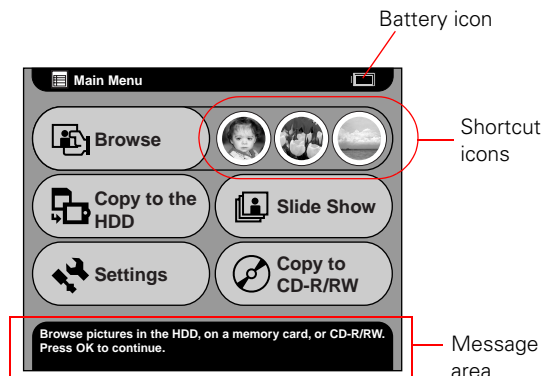 Battery icon
Main Menu
Browse
Shortcut
icons
Copy to the
HDD
Slide Show
Settings
Copy to
CD-R/RW
Browse pictures in the HDD, on a memory card, or CD-R/RW.
Press OK to continue.
Message
area